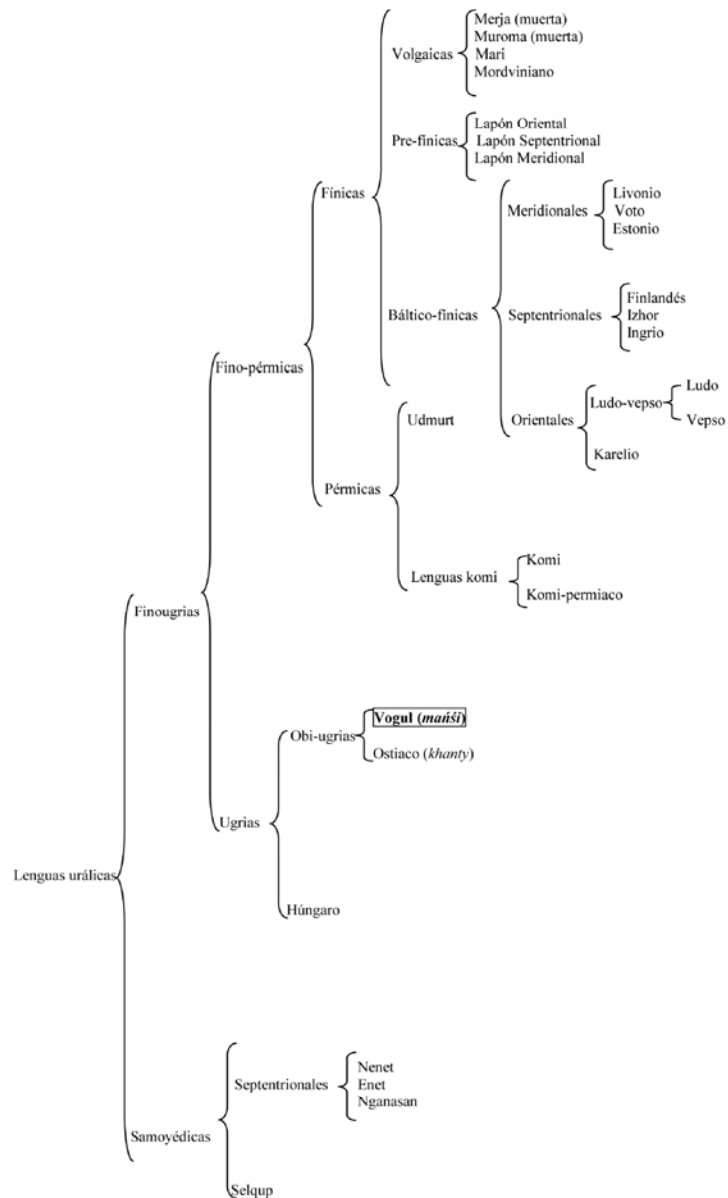 Merja (muerta)
Muroma (muerta)
Volgaicas
Mari
Mordviniano
Lapón Oriental
Pre-fínicas
Lapón Septentrional
Lapón Meridional
Fínicas
Livonio
Meridionales
Voto
Estonio
Finlandés
Báltico-fínicas
Septentrionales
Izhor
Ingrio
Fino-pérmicas
Ludo
Ludo-vepso
Udmurt
Orientales
Vepso
Karelio
Pérmicas
Komi
Lenguas komi
Komi-permiaco
Finougrias
Vogul (mańśi)
Obi-ugrias
Ostiaco (khanty)
Ugrias
Lenguas urálicas
Húngaro
Nenet
Septentrionales
Enet
Nganasan
Samoyédicas
Selqup